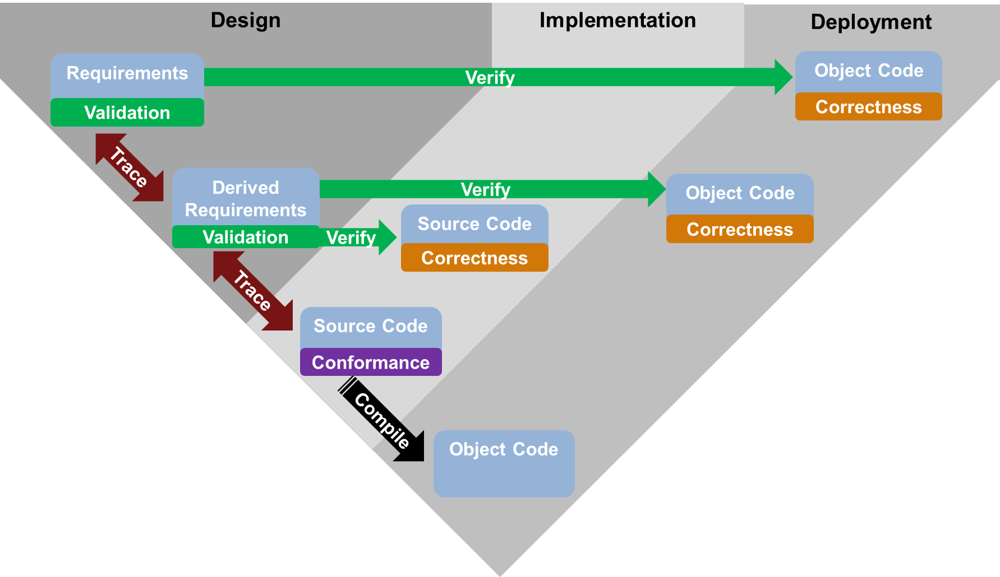 Design
Implementation
Deployment
Requirements
Validation
Verify
Object Code
Correctness
Trace
Derived
Requirements
Validation
Verify
Object Code
Correctness
Verify
Source Code
Correctness
Trace
Source Code
Conformance
Compile
Object Code